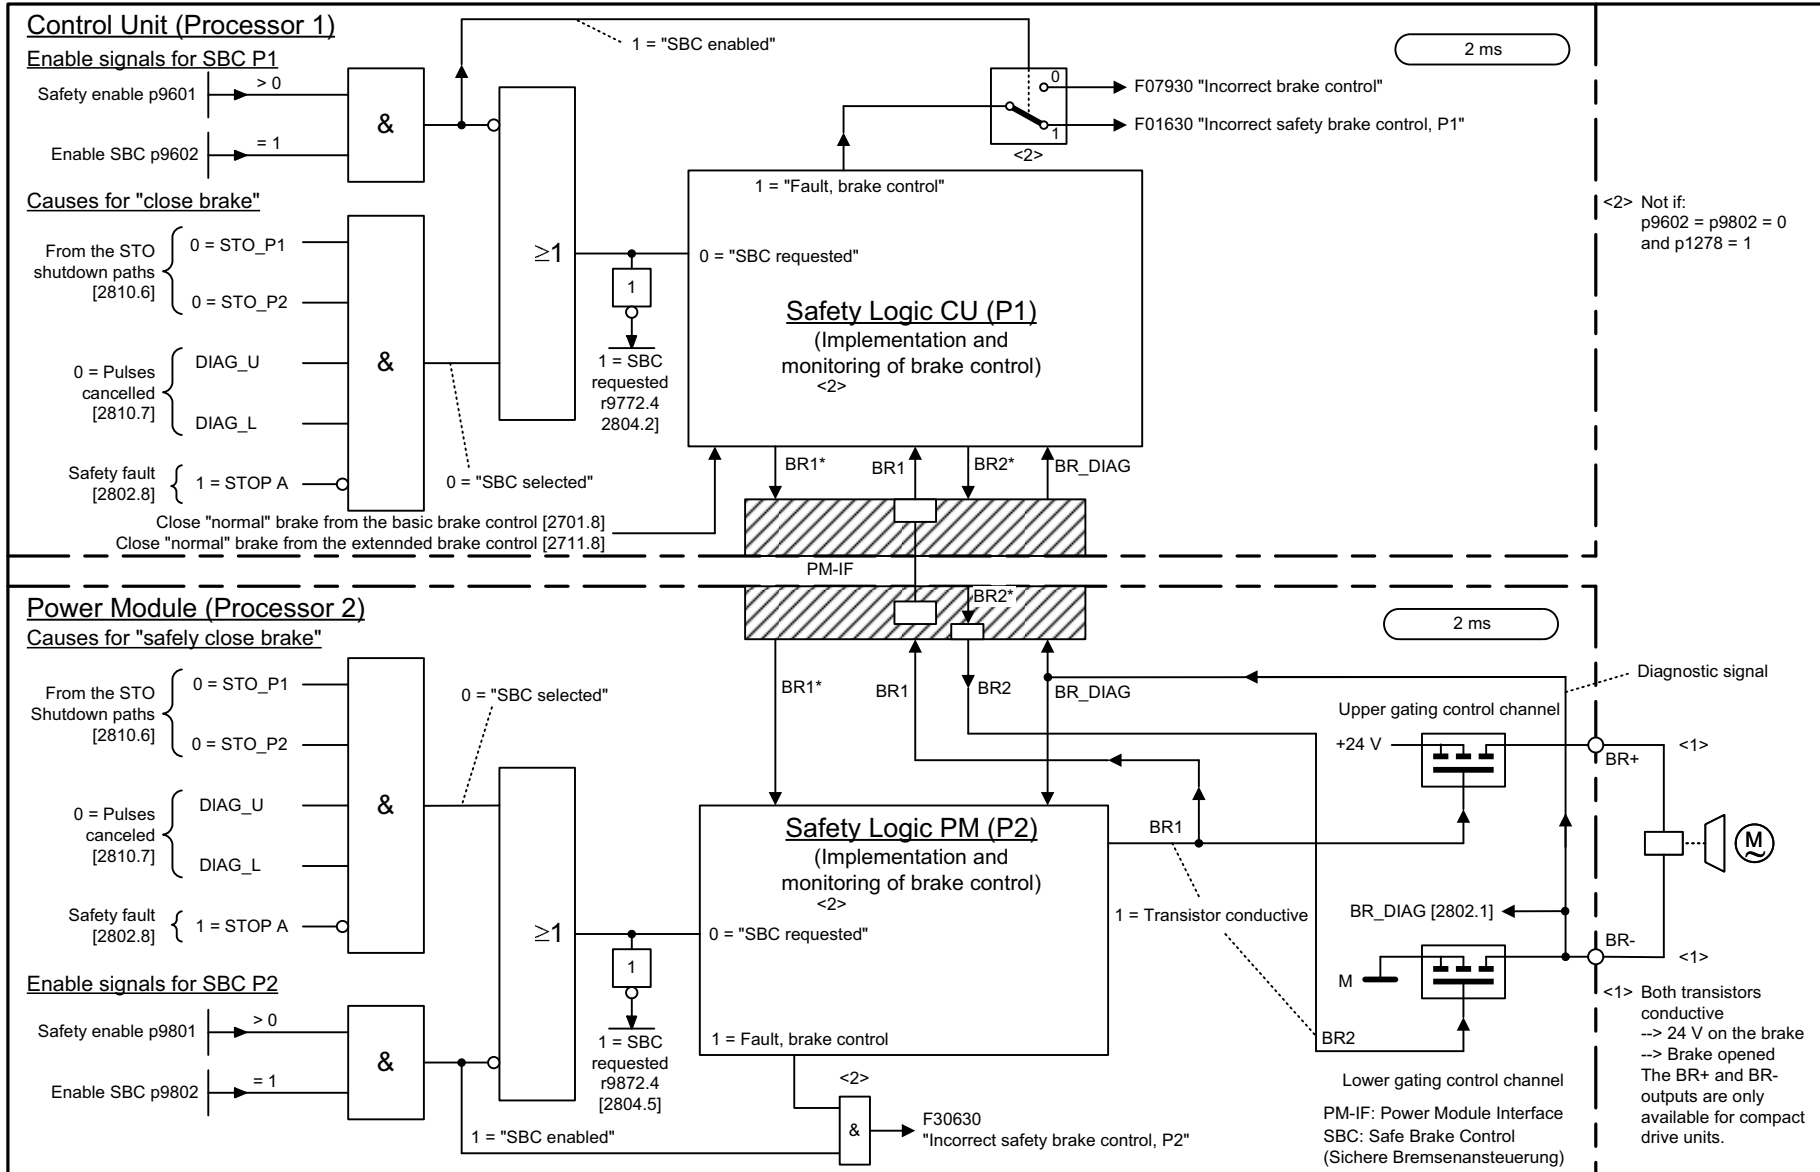 Control Unit (Processor 1)
Enable signals for SBC P1
Safety enable p9601
> 0
Enable SBC p9602
= 1
&
1 = "SBC enabled"
2 ms
0
1
F07930 "Incorrect brake control"
F01630 "Incorrect safety brake control, P1"
<2>
Causes for "close brake"
From the STO
shutdown paths
[2810.6]
0 = STO_P1
0 = STO_P2
0 = Pulses
cancelled
[2810.7]
DIAG_U
DIAG_L
Safety fault
[2802.8]
1 = STOP A
&
0 = "SBC selected"
≥1
1
1 = SBC
requested
r9772.4
2804.2]
1 = "Fault, brake control"
0 = "SBC requested"
Safety Logic CU (P1)
(Implementation and
monitoring of brake control)
<2>
<2> Not if:
p9602 = p9802 = 0
and p1278 = 1
Close "normal" brake from the basic brake control [2701.8]
Close "normal" brake from the extennded brake control [2711.8]
BR1*
BR1
BR2*
BR_DIAG
PM-IF
BR2*
Power Module (Processor 2)
Causes for "safely close brake"
From the STO
Shutdown paths
[2810.6]
0 = STO_P1
0 = STO_P2
0 = Pulses
canceled
[2810.7]
DIAG_U
DIAG_L
Safety fault
[2802.8]
1 = STOP A
&
0 = "SBC selected"
≥1
1
1 = SBC
requested
r9872.4
[2804.5]
2 ms
BR1*
BR1
BR2
BR_DIAG
Diagnostic signal
Upper gating control channel
+24 V
BR+
<1>
Safety Logic PM (P2)
(Implementation and
monitoring of brake control)
<2>
0 = "SBC requested"
1 = Fault, brake control
BR1
1 = Transistor conductive
M
BR_DIAG [2802.1]
BR-
<1>
M
BR2
Lower gating control channel
<1> Both transistors
conductive
--> 24 V on the brake
--> Brake opened
The BR+ and BR-
outputs are only
available for compact
drive units.
Enable signals for SBC P2
Safety enable p9801
> 0
Enable SBC p9802
= 1
&
1 = "SBC enabled"
<2>
&
F30630
"Incorrect safety brake control, P2"
PM-IF: Power Module Interface
SBC: Safe Brake Control
(Sichere Bremsenansteuerung)